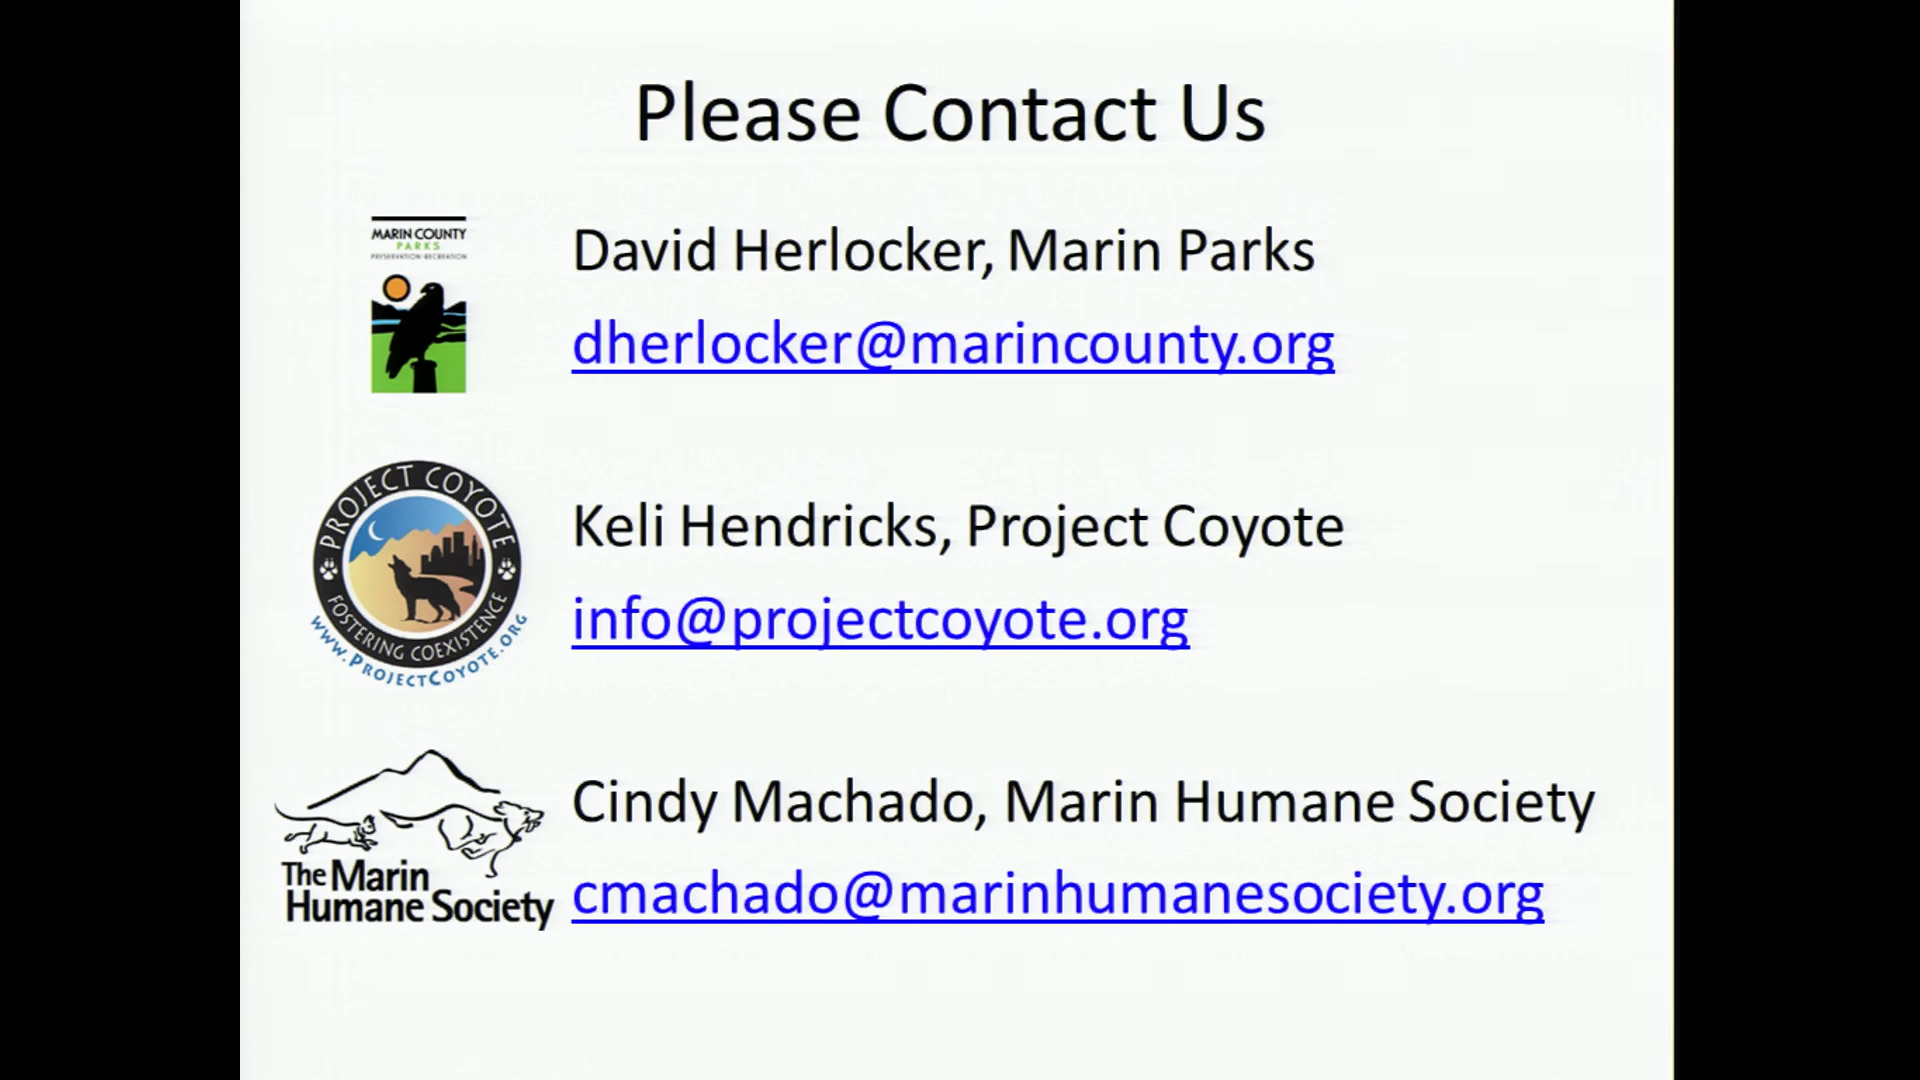 Please Contact Us
MARIN COUNTY
PARKS
PRESERVATION·RECREATION
David Herlocker, Marin Parks
dherlocker@marincounty.org
PROJECT COYOTE
FOSTERING COEXISTENCE
WWW.PROJECTCOYOTE.ORG
Keli Hendricks, Project Coyote
info@projectcoyote.org
The Marin
Humane Society
Cindy Machado, Marin Humane Society
cmachado@marinhumanesociety.org